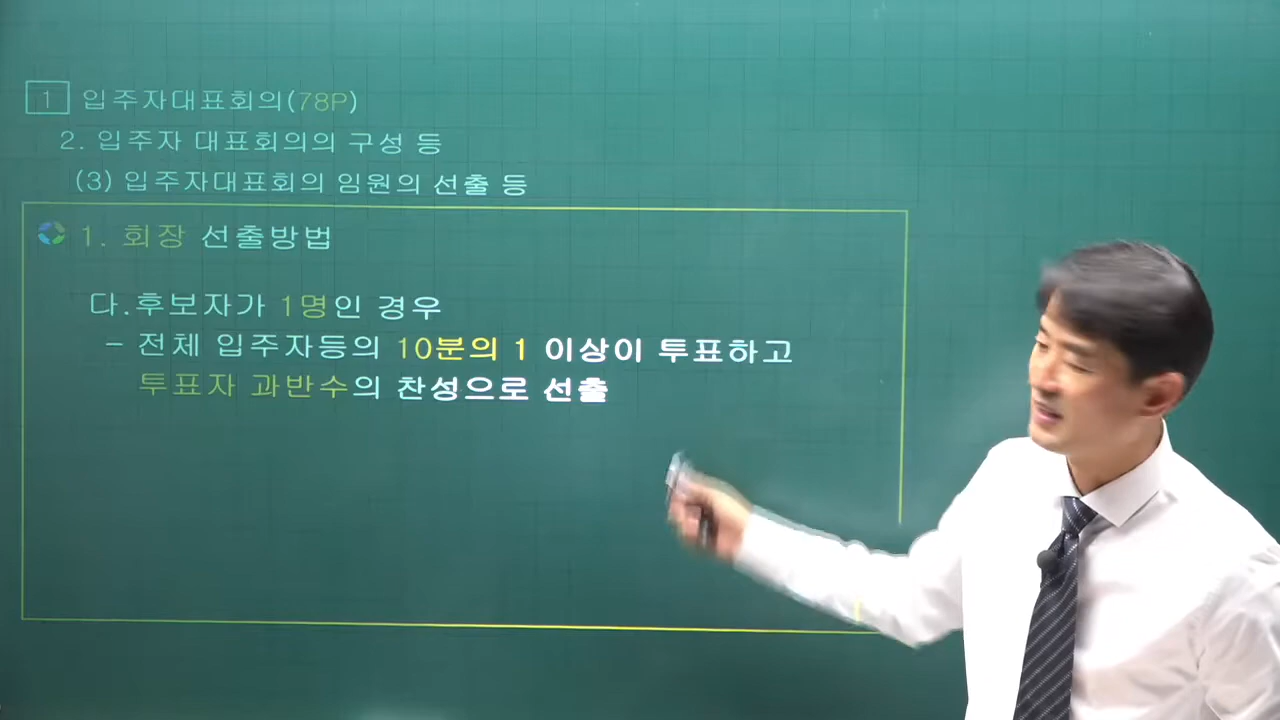 1 입주자대표회의(78P)
2. 입주자 대표회의의 구성 등
(3) 입주자대표회의 임원의 선출 등
1. 회장 선출방법
다.후보자가 1명인 경우
- 전체 입주자등의 10분의 1 이상이 투표하고
투표자 과반수의 찬성으로 선출